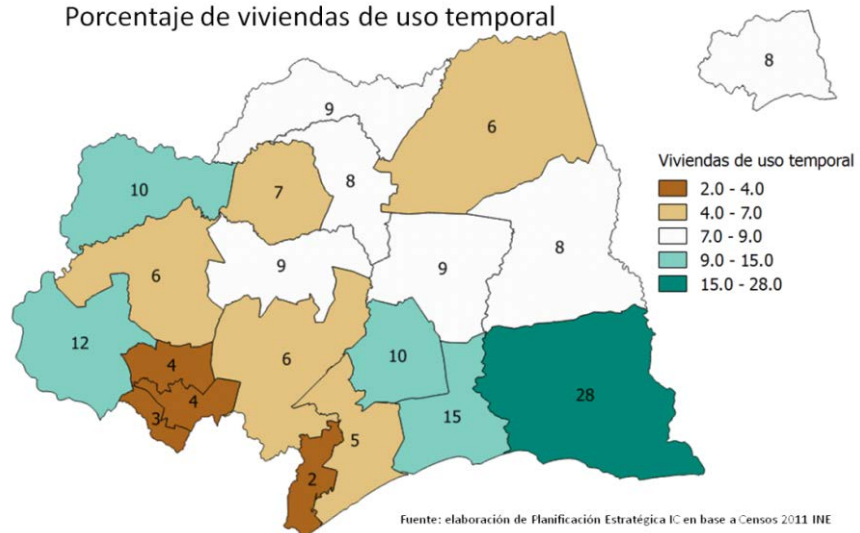 Porcentaje de viviendas de uso temporal
8
9
6
10
7
8
6
9
9
8
12
4
4
3
6
10
15
28
5
2
Viviendas de uso temporal
2.0 - 4.0
4.0 - 7.0
7.0 - 9.0
9.0 - 15.0
15.0 - 28.0
Fuente: elaboración de Planificación Estratégica IC en base a Censos 2011 INE